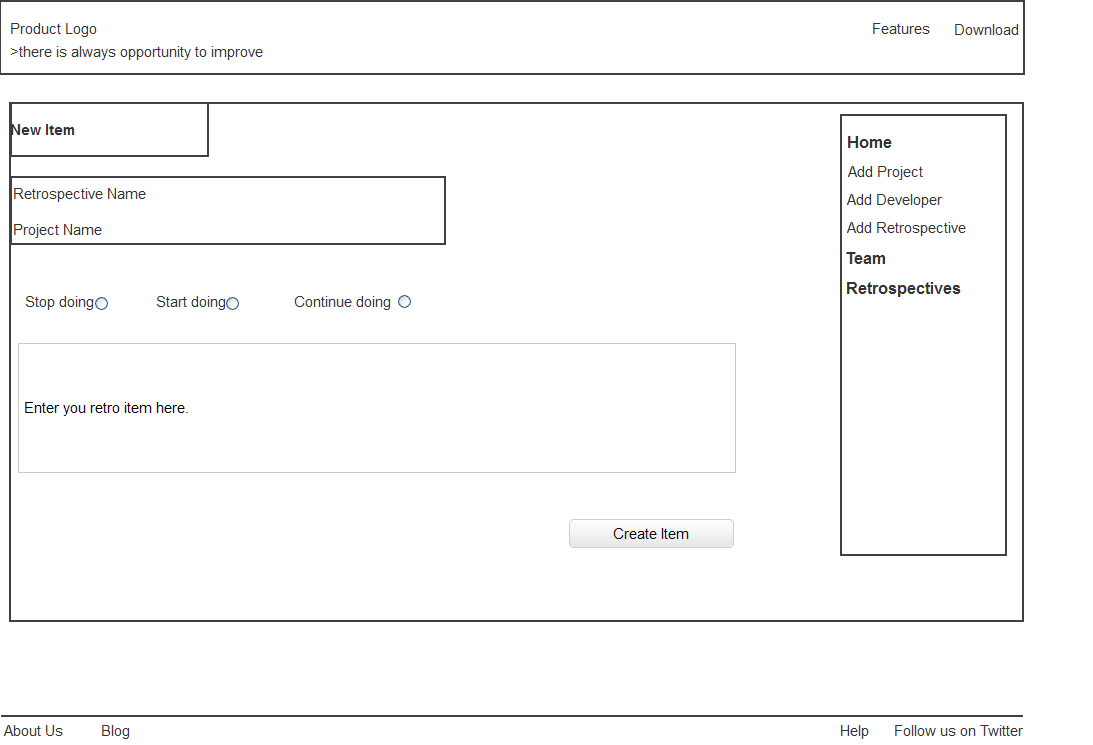 Product Logo
Features Download
>there is always opportunity to improve
New Item
Retrospective Name
Project Name
Stop doing Start doing Continue doing
Enter you retro item here.
Create Item
Home
Add Project
Add Developer
Add Retrospective
Team
Retrospectives
About Us Blog Help Follow us on Twitter